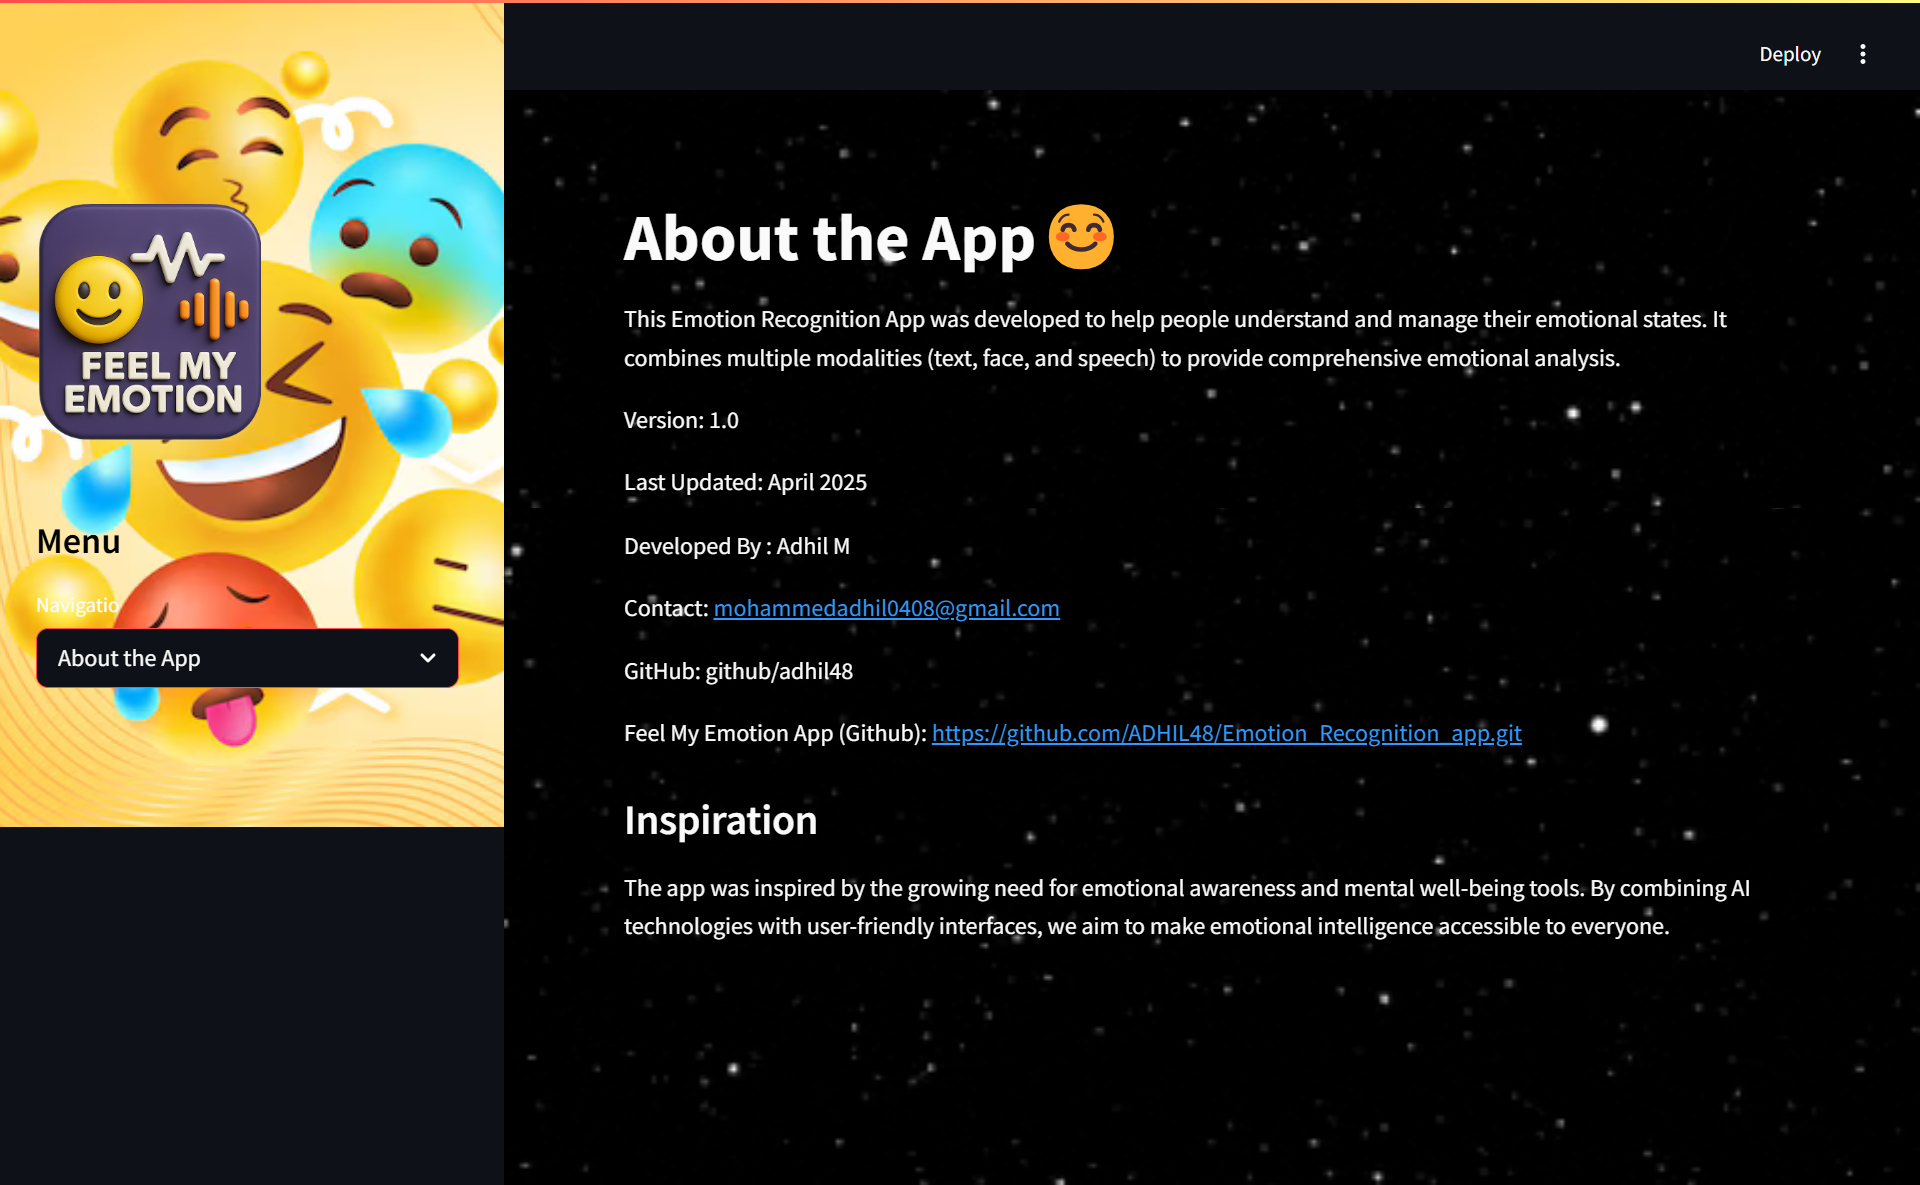 Deploy
FEEL MY
EMOTION
Menu
Navigatio
About the App
About the App
This Emotion Recognition App was developed to help people understand and manage their emotional states. It
combines multiple modalities (text, face, and speech) to provide comprehensive emotional analysis.
Version: 1.0
Last Updated: April 2025
Developed By : Adhil M
Contact: mohammedadhil0408@gmail.com
GitHub: github/adhil48
Feel My Emotion App (Github): https://github.com/ADHIL48/Emotion_Recognition_app.git
Inspiration
The app was inspired by the growing need for emotional awareness and mental well-being tools. By combining AI
technologies with user-friendly interfaces, we aim to make emotional intelligence accessible to everyone.